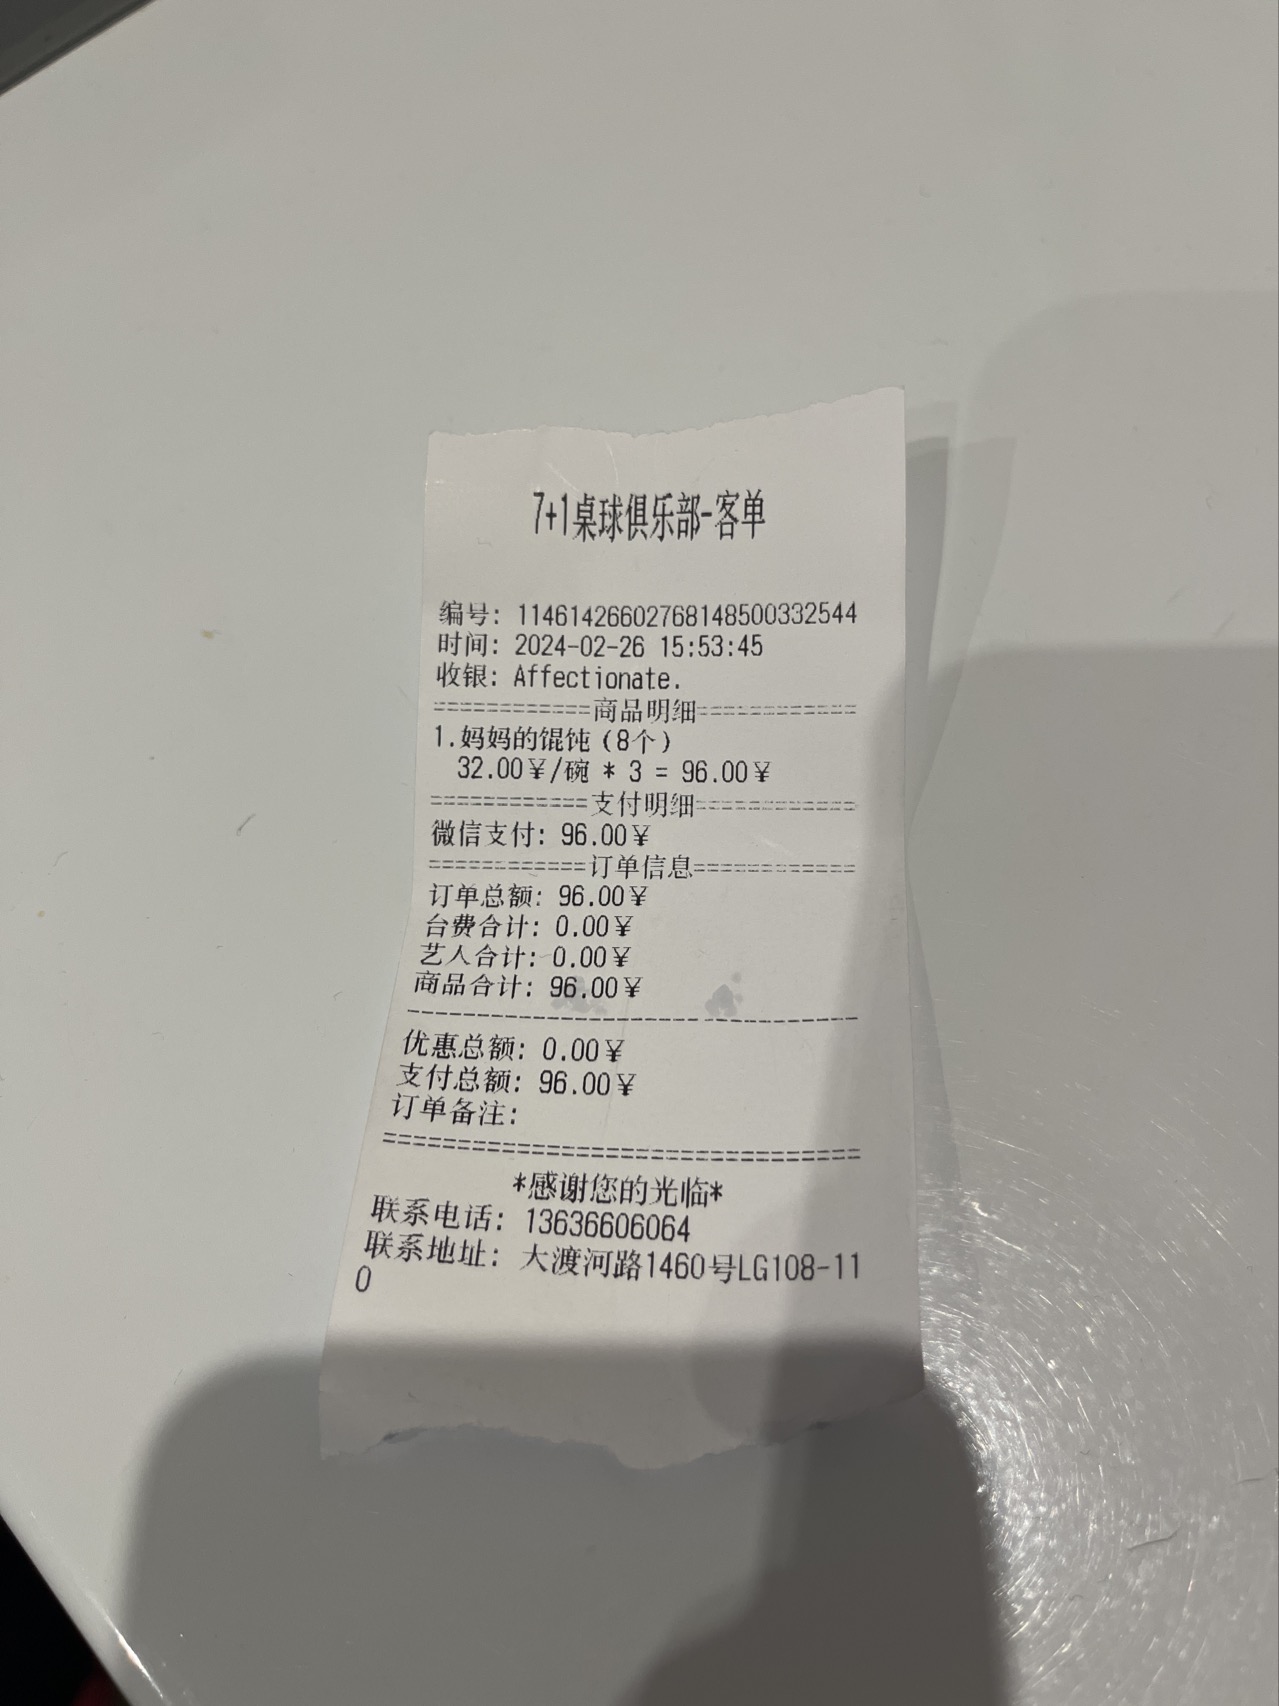 7+1桌球俱乐部-客单
编号: 11461426602768148500332544
时间: 2024-02-26 15:53:45
收银: Affectionate.
============商品明细============
1.妈妈的馄饨(8个)
32.00¥/碗 * 3 = 96.00¥
============支付明细============
微信支付: 96.00¥
============订单信息============
订单总额: 96.00¥
台费合计: 0.00¥
艺人合计: 0.00¥
商品合计: 96.00¥
--------------------------------
优惠总额: 0.00¥
支付总额: 96.00¥
订单备注:
================================
*感谢您的光临*
联系电话: 13636606064
联系地址: 大渡河路1460号LG108-11
0